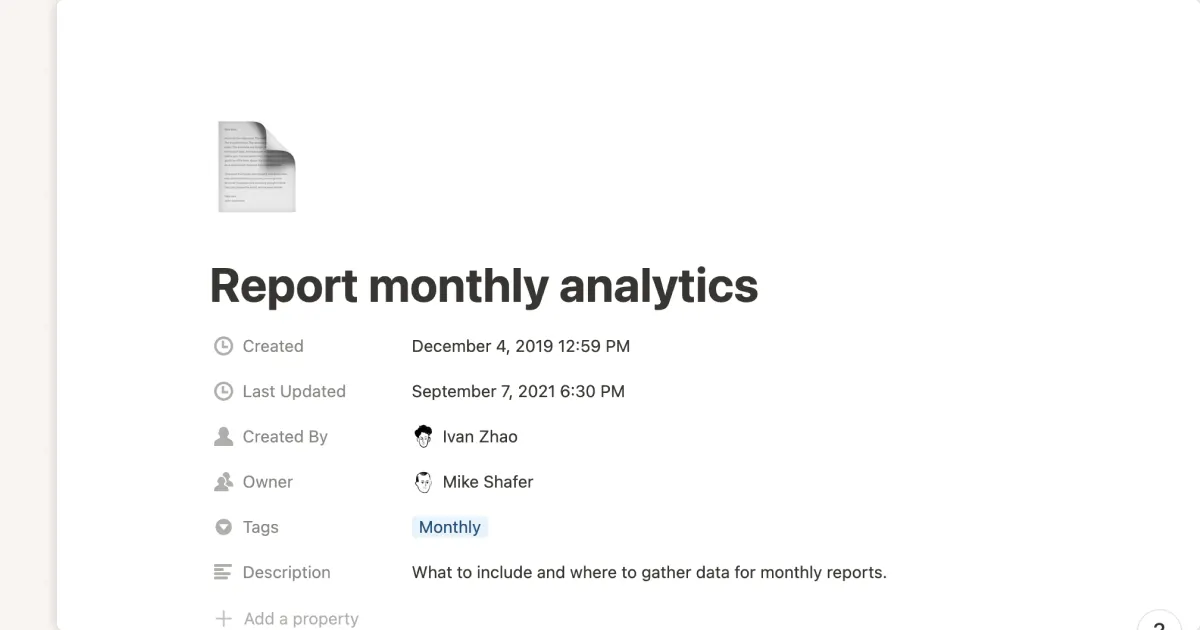 Report monthly analytics
Created December 4, 2019 12:59 PM
Last Updated September 7, 2021 6:30 PM
Created By Ivan Zhao
Owner Mike Shafer
Tags Monthly
Description What to include and where to gather data for monthly reports.
Add a property
?